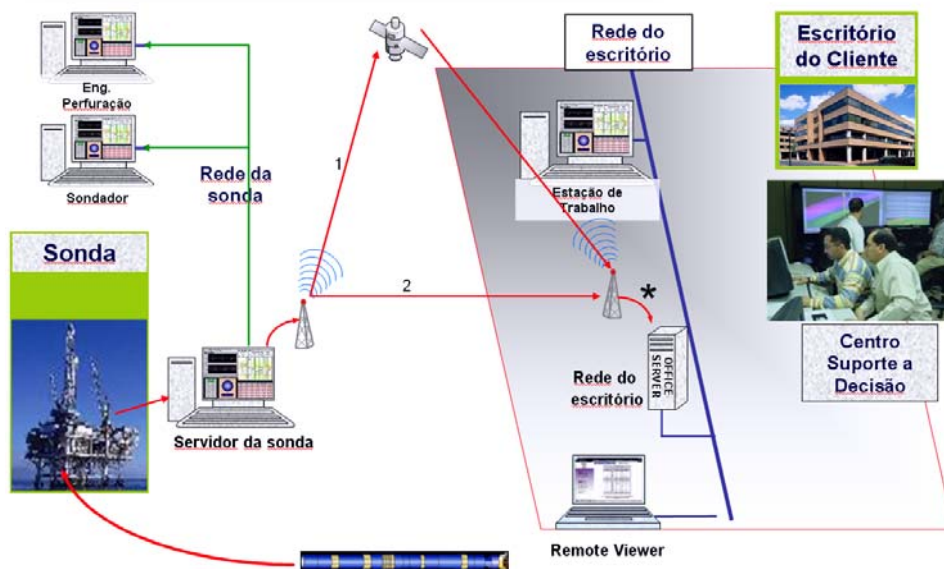 Eng.
Perfuração
Sondador
Rede da
sonda
Sonda
Servidor da sonda
1
2
Rede do
escritório
Estação de
Trabalho
*
OFFICE
SERVER
Rede do
escritório
Remote Viewer
Escritório
do Cliente
Centro
Suporte a
Decisão